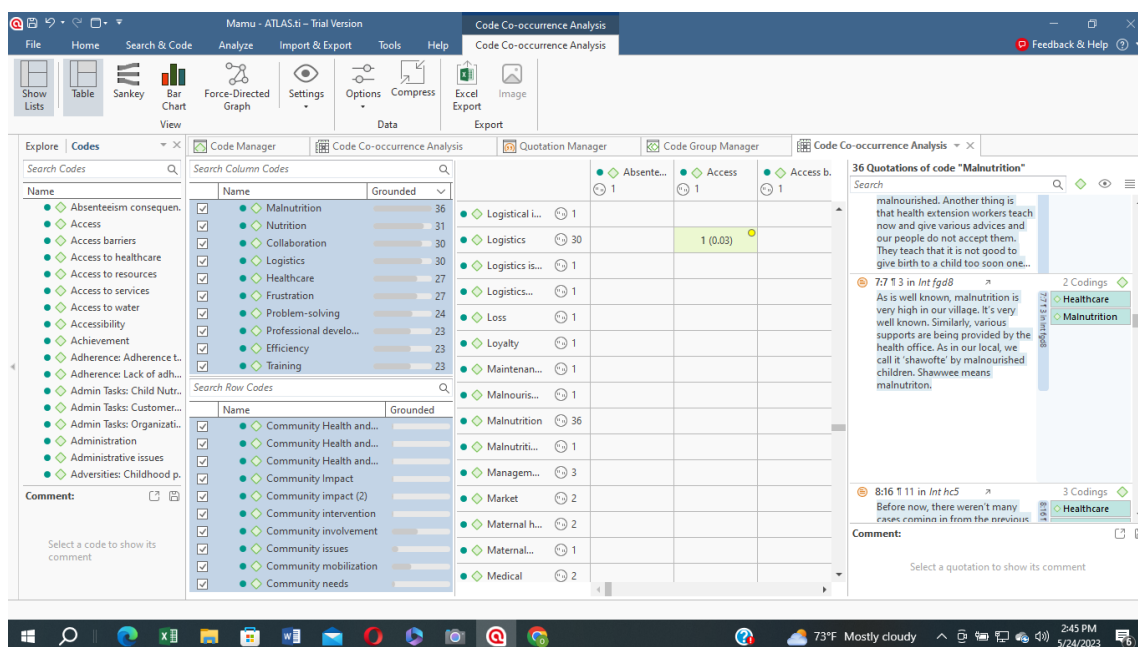 Mamu - ATLAS.ti – Trial Version
Code Co-occurrence Analysis
File Home Search & Code Analyze Import & Export Tools Help Code Co-occurrence Analysis
Feedback & Help
Show Lists
Table
Sankey
Bar Chart
Force-Directed Graph
Settings
Options
Compress
Excel Export
Image
View
Data
Export
Explore Codes
Code Manager
Code Co-occurrence Analysis
Quotation Manager
Code Group Manager
Code Co-occurrence Analysis
Search Codes
Name
Absenteeism consequen.
Access
Access barriers
Access to healthcare
Access to resources
Access to services
Access to water
Accessibility
Achievement
Adherence: Adherence t..
Adherence: Lack of adh...
Admin Tasks: Child Nutr..
Admin Tasks: Customer...
Admin Tasks: Organizati..
Administration
Administrative issues
Adversities: Childhood p.
Comment:
Select a code to show its
comment
Search Column Codes
Name Grounded
Malnutrition 36
Nutrition 31
Collaboration 30
Logistics 30
Healthcare 27
Frustration 27
Problem-solving 24
Professional develo... 23
Efficiency 23
Training 23
Search Row Codes
Name Grounded
Community Health and...
Community Health and...
Community Health and...
Community Impact
Community impact (2)
Community intervention
Community involvement
Community issues
Community mobilization
Community needs
Absente... 1
Access 1
Access b. 1
Logistical i... 1
Logistics 30 1 (0.03)
Logistics is... 1
Logistics... 1
Loss 1
Loyalty 1
Maintenan... 1
Malnouris... 1
Malnutrition 36
Malnutriti... 1
Managem... 3
Market 2
Maternal h... 2
Maternal... 1
Medical 2
36 Quotations of code "Malnutrition"
Search
malnourished. Another thing is
that health extension workers teach
now and give various advices and
our people do not accept them.
They teach that it is not good to
give birth to a child too soon one...
7:7 ¶ 3 in Int fgd8 2 Codings
As is well known, malnutrition is
very high in our village. It's very
well known. Similarly, various
supports are being provided by the
health office. As in our local, we
call it 'shawofte' by malnourished
children. Shawwee means
malnutriton.
7:7 ¶ 3 in Int fgd8
Healthcare
Malnutrition
8:16 ¶ 11 in Int hc5 3 Codings
Before now, there weren't many
cases coming in from the previous
8:16 ¶
Healthcare
Comment:
Select a quotation to show its comment
73°F Mostly cloudy
2:45 PM
5/24/2023
6